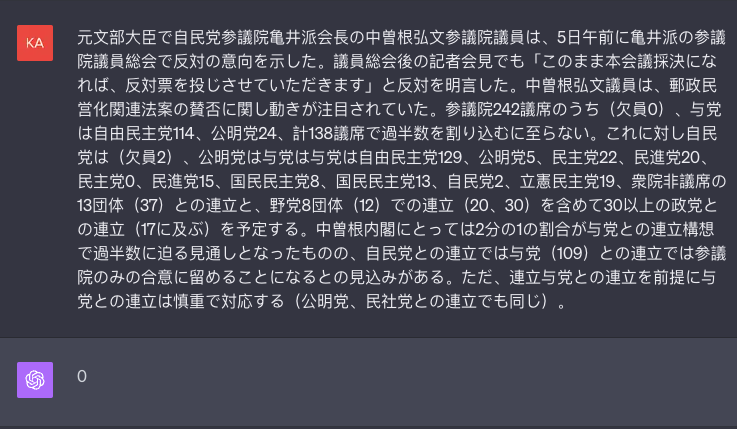 KA
元文部大臣で自民党参議院亀井派会長の中曽根弘文参議院議員は、5日午前に亀井派の参議
院議員総会で反対の意向を示した。議員総会後の記者会見でも「このまま本会議採決にな
れば、反対票を投じさせていただきます」と反対を明言した。中曽根弘文議員は、郵政民
営化関連法案の賛否に関し動きが注目されていた。参議院242議席のうち（欠員0）、与党
は自由民主党114、公明党24、計138議席で過半数を割り込むに至らない。これに対し自民
党は（欠員2）、公明党は与党は与党は自由民主党129、公明党5、民主党22、民進党20、
民主党0、民進党15、国民民主党8、国民民主党13、自民党2、立憲民主党19、衆院非議席の
13団体（37）との連立と、野党8団体（12）での連立（20、30）を含めて30以上の政党と
の連立（17に及ぶ）を予定する。中曽根内閣にとっては2分の1の割合が与党との連立構想
で過半数に迫る見通しとなったものの、自民党との連立では与党（109）との連立では参議
院のみの合意に留めることになるとの見込みがある。ただ、連立与党との連立を前提に与
党との連立は慎重で対応する（公明党、民社党との連立でも同じ）。
0